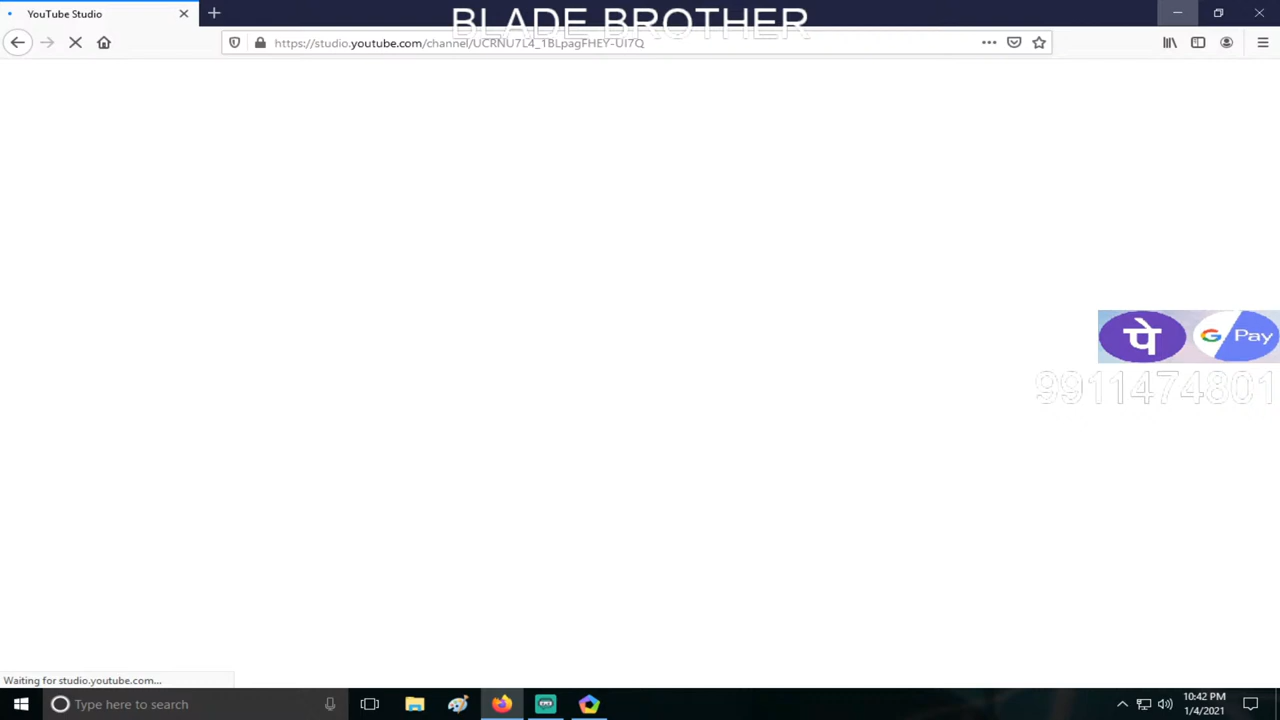 YouTube Studio
BLADE BROTHER
https://studio.youtube.com/channel/UCRNU7L4_1BLpagFHEY-UI7Q
पे
G Pay
9911474801
Waiting for studio.youtube.com...
Type here to search
10:42 PM
1/4/2021